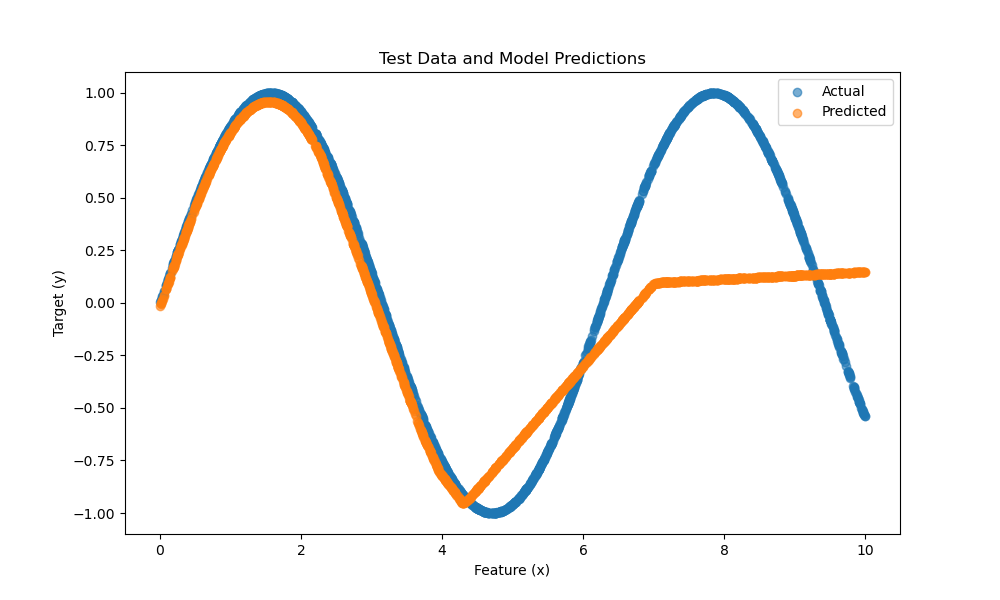 Test Data and Model Predictions
Actual
Predicted
1.00
0.75
0.50
0.25
0.00
−0.25
−0.50
−0.75
−1.00
Target (y)
0 2 4 6 8 10
Feature (x)